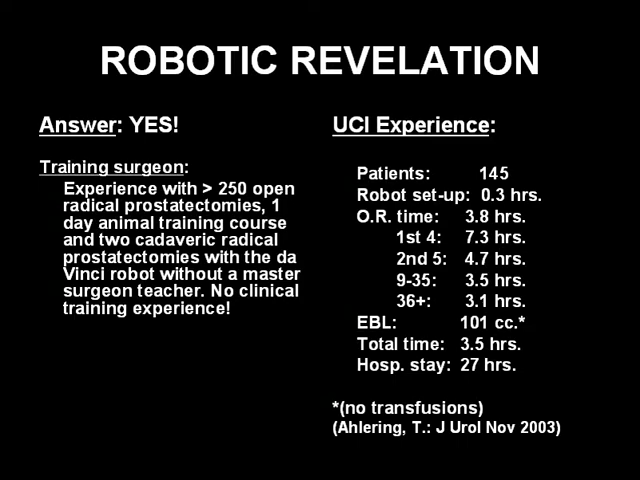 ROBOTIC REVELATION
Answer: YES!
Training surgeon:
Experience with > 250 open
radical prostatectomies, 1
day animal training course
and two cadaveric radical
prostatectomies with the da
Vinci robot without a master
surgeon teacher. No clinical
training experience!
UCI Experience:
Patients: 145
Robot set-up: 0.3 hrs.
O.R. time: 3.8 hrs.
1st 4: 7.3 hrs.
2nd 5: 4.7 hrs.
9-35: 3.5 hrs.
36+: 3.1 hrs.
EBL: 101 cc.*
Total time: 3.5 hrs.
Hosp. stay: 27 hrs.
*(no transfusions)
(Ahlering, T.: J Urol Nov 2003)